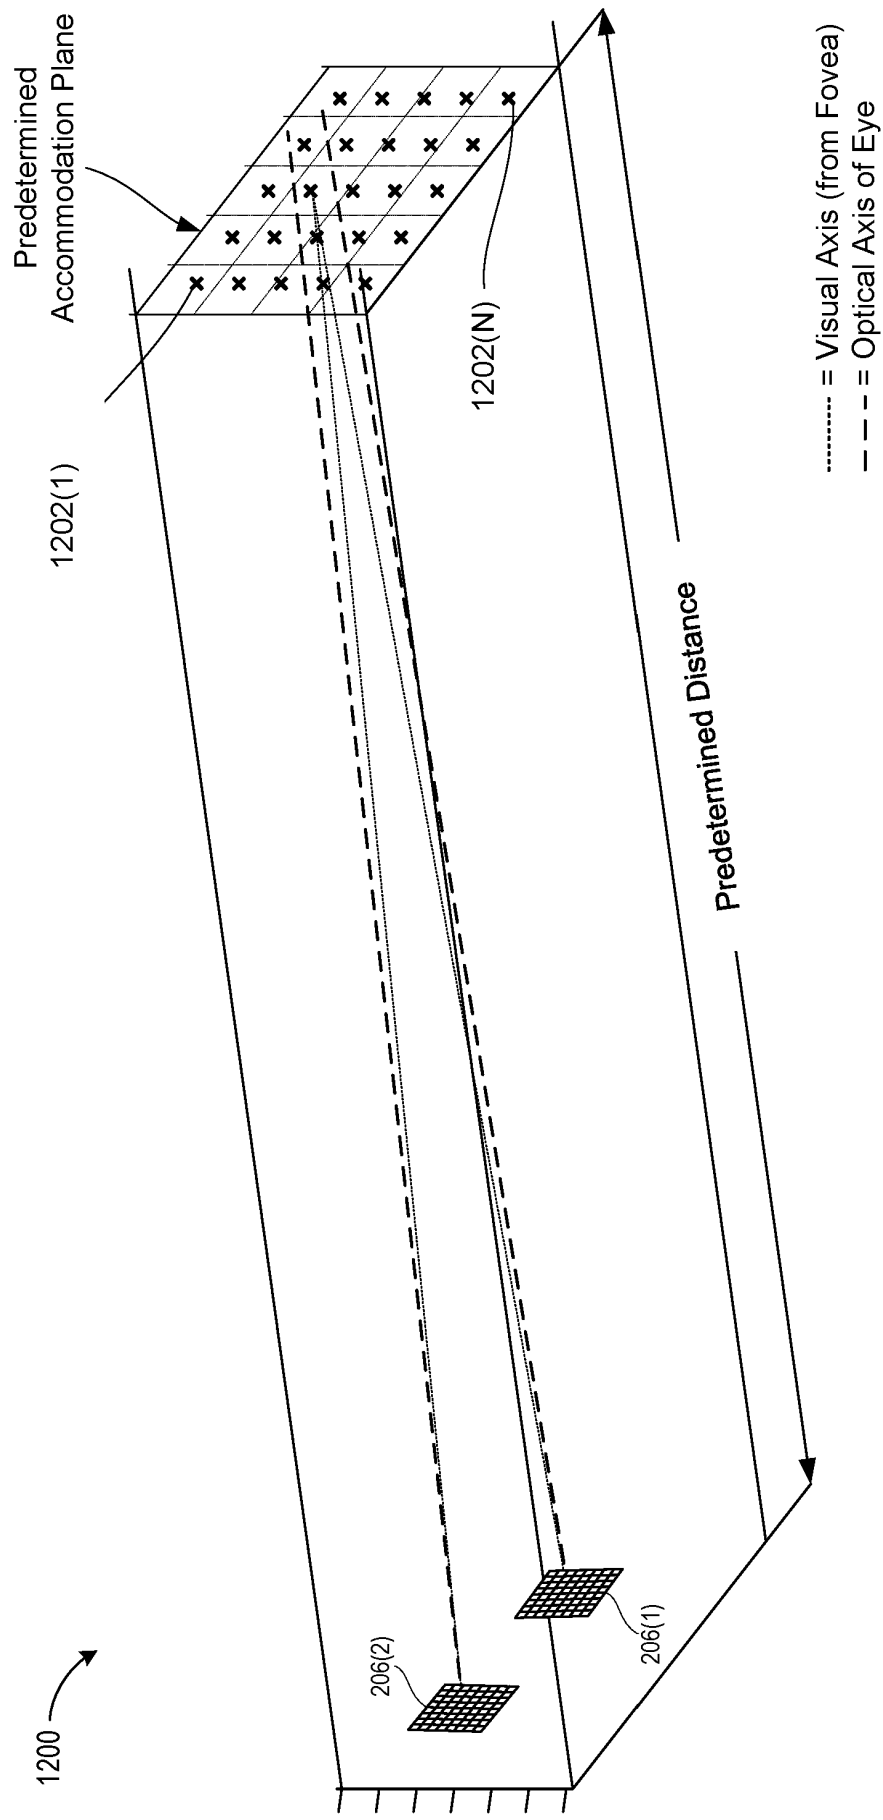 Predetermined
Accommodation Plane
1202(1)
1202(N)
Predetermined Distance
1200
206(2)
206(1)
= Visual Axis (from Fovea)
= Optical Axis of Eye